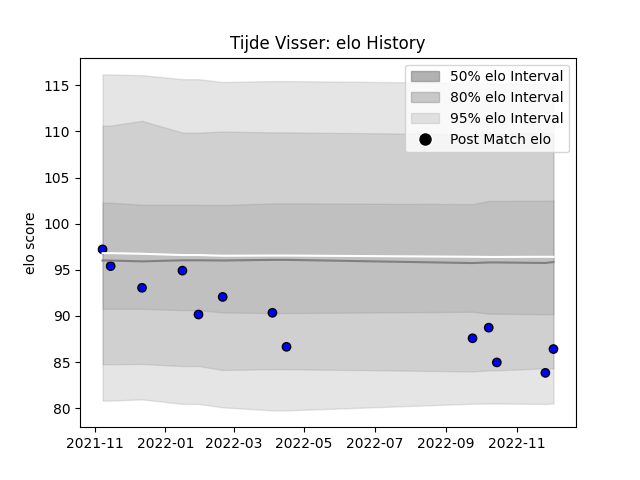 Tijde Visser: elo History
50% elo Interval
80% elo Interval
95% elo Interval
Post Match elo
elo score
115
110
105
100
95
90
85
80
2021-11 2022-01 2022-03 2022-05 2022-07 2022-09 2022-11